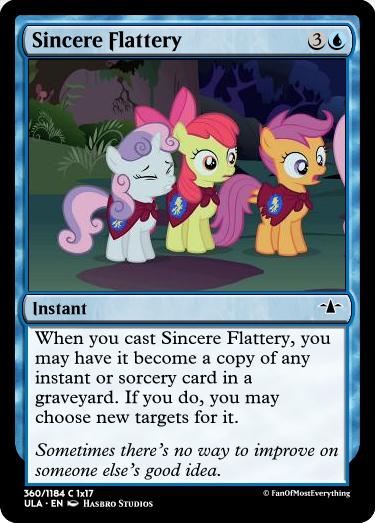 Sincere Flattery 3
Instant
When you cast Sincere Flattery, you
may have it become a copy of any
instant or sorcery card in a
graveyard. If you do, you may
choose new targets for it.
Sometimes there's no way to improve on
someone else's good idea.
360/1184 C 1x17
ULA • EN Hasbro Studios
© FanOfMostEverything